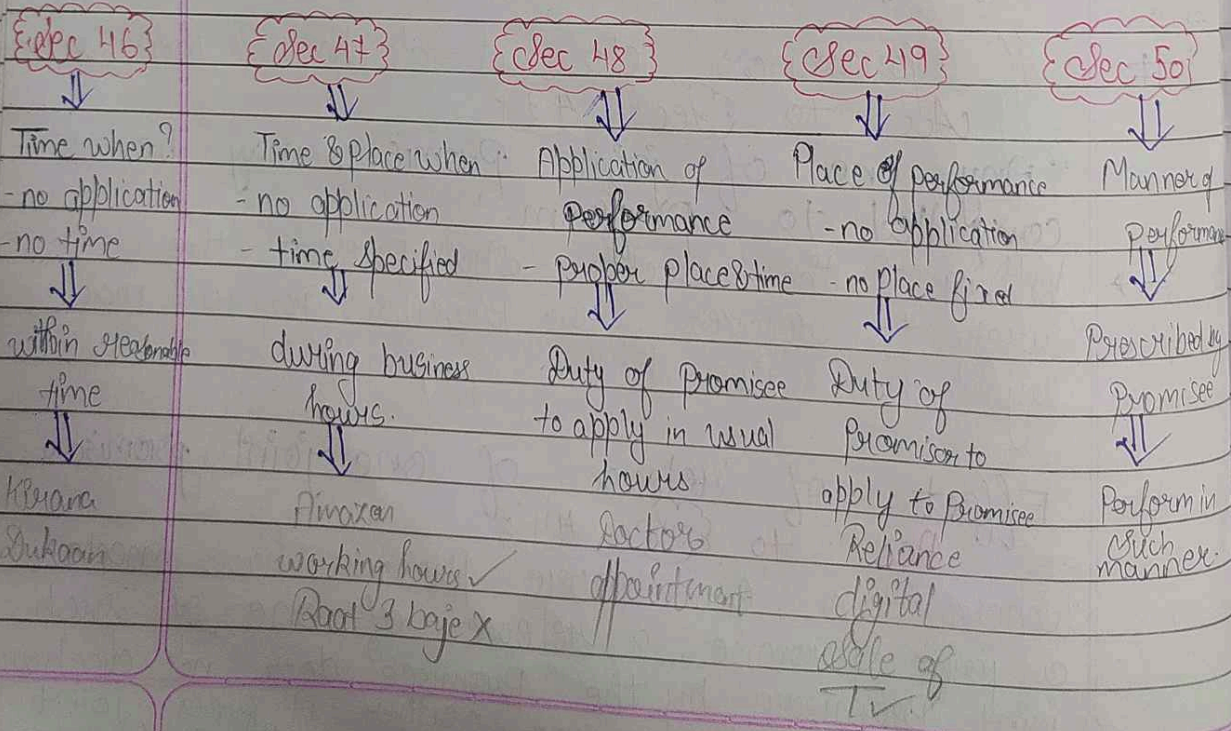 Sec 46
Time when?
- no application
- no time
within reasonable
time
Kirana
Dukaan
Sec 47
Time & Place when
- no application
- time specified
during business
hours.
Amazon
working hours ✓
Raat 3 baje x
Sec 48
Application of
performance
- proper place & time
Duty of Promisee
to apply in usual
hours
Doctor
appointment
Sec 49
Place of performance
- no application
- no place fixed
Duty of
Promisor to
apply to Promisee
Reliance
digital
sale of
TV.
Sec 50
Manner of
performan
Prescribed by
Promisee
Perform in
such
manner.